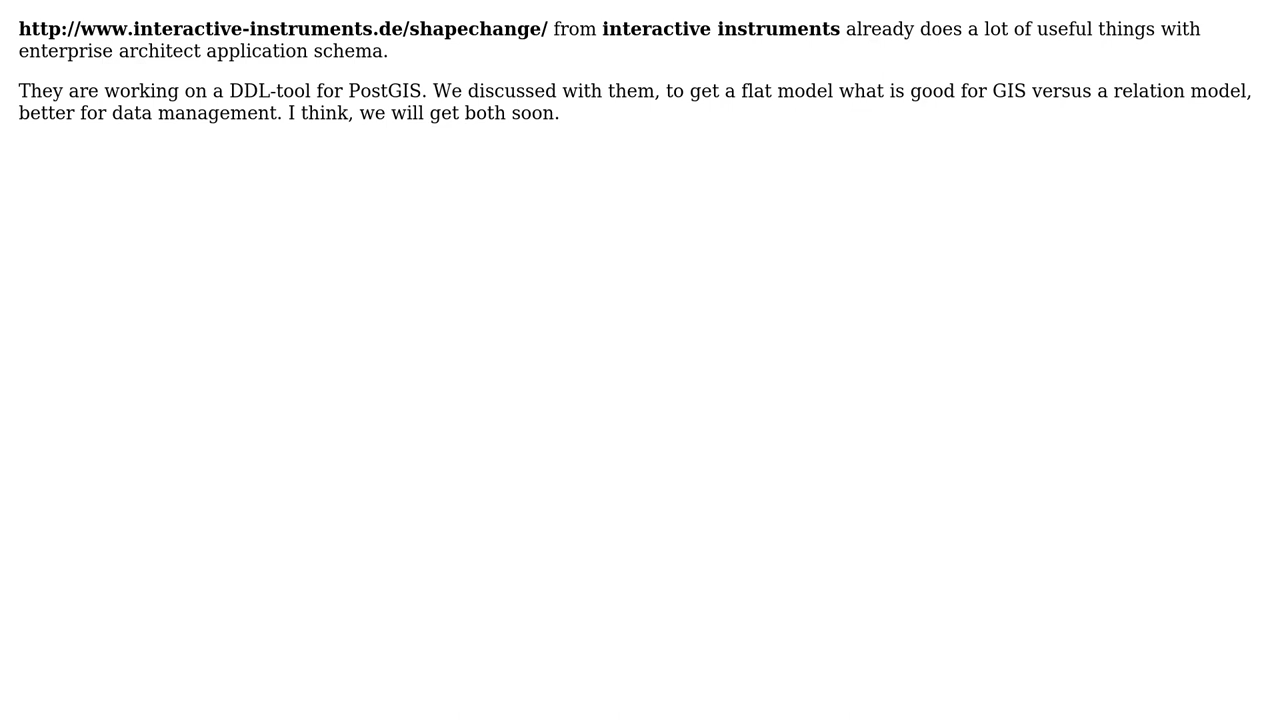 http://www.interactive-instruments.de/shapechange/ from interactive instruments already does a lot of useful things with
enterprise architect application schema.
They are working on a DDL-tool for PostGIS. We discussed with them, to get a flat model what is good for GIS versus a relation model,
better for data management. I think, we will get both soon.